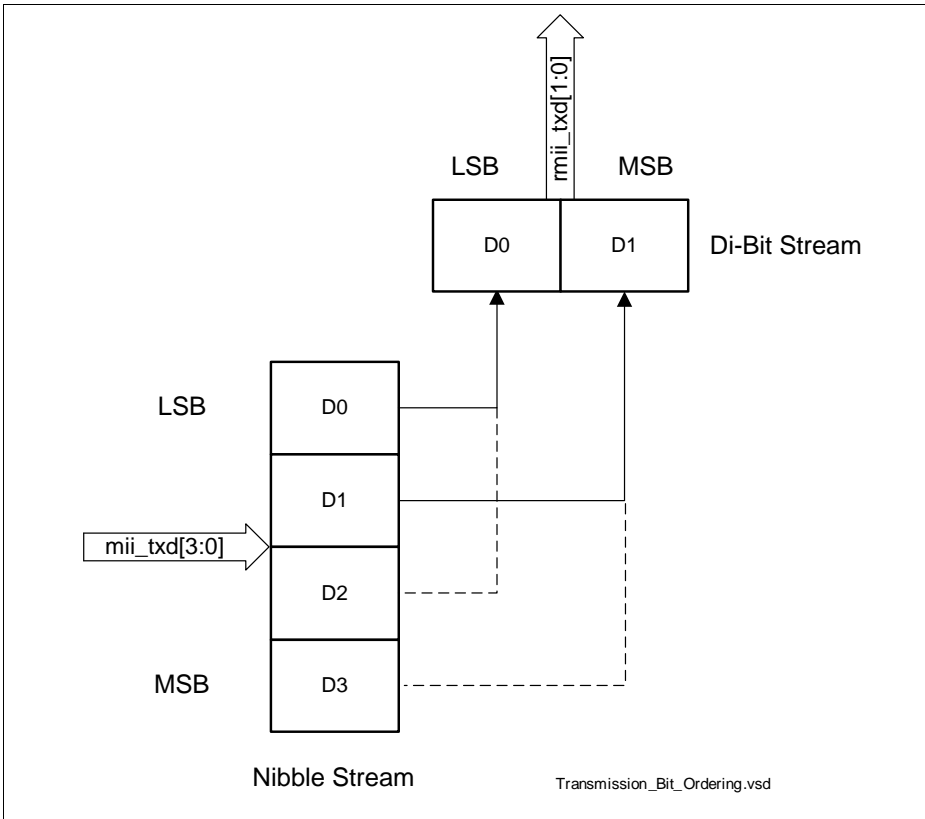 rmii_txd[1:0]
LSB
MSB
D0
D1
Di-Bit Stream
LSB
D0
D1
mii_txd[3:0]
D2
MSB
D3
Nibble Stream
Transmission_Bit_Ordering.vsd